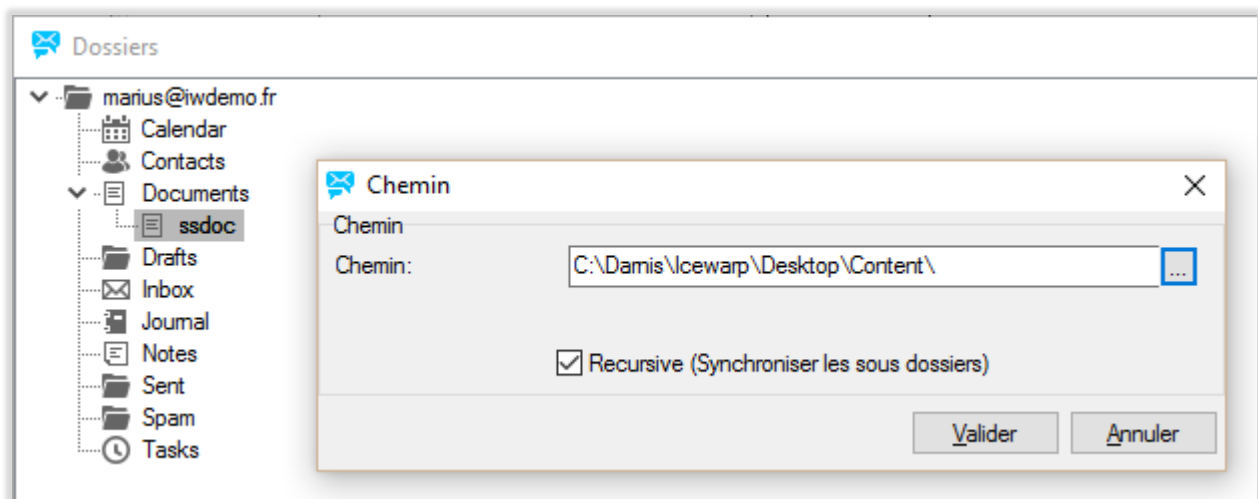 Dossiers
marius@iwdemo.fr
Calendar
Contacts
Documents
ssdoc
Drafts
Inbox
Journal
Notes
Sent
Spam
Tasks
Chemin
Chemin
Chemin:
C:\Damis\Icewarp\Desktop\Content\
...
Recursive (Synchroniser les sous dossiers)
Valider
Annuler